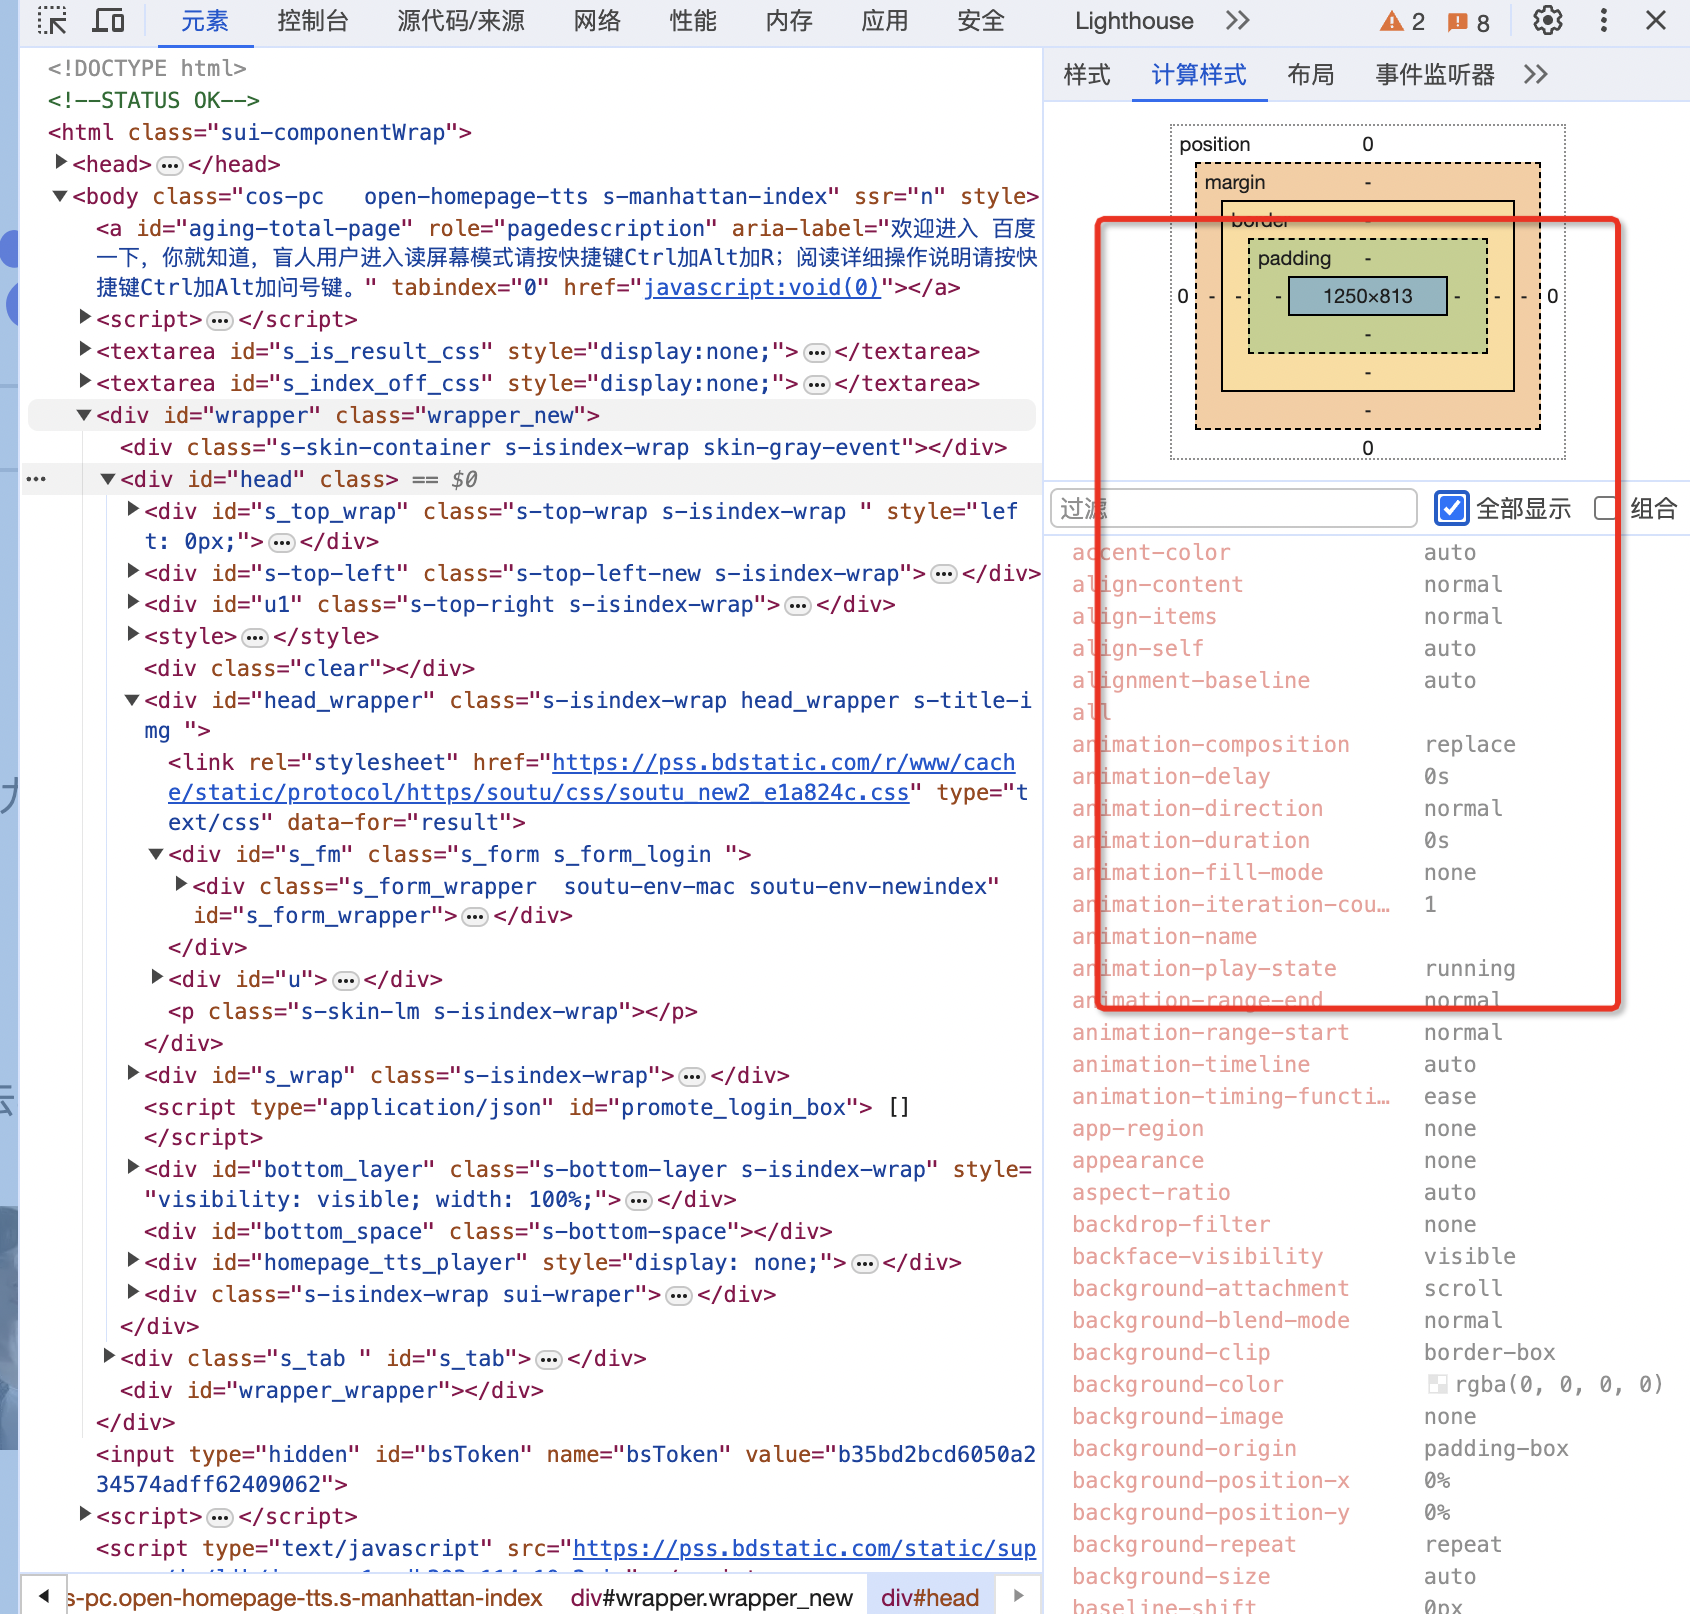 元素 控制台 源代码/来源 网络 性能 内存 应用 安全 Lighthouse 2 8
<!DOCTYPE html>
<!--STATUS OK-->
<html class="sui-componentWrap">
<head>…</head>
<body class="cos-pc   open-homepage-tts s-manhattan-index" ssr="n" style>
<a id="aging-total-page" role="pagedescription" aria-label="欢迎进入 百度
一下，你就知道，盲人用户进入读屏幕模式请按快捷键Ctrl加Alt加R；阅读详细操作说明请按快
捷键Ctrl加Alt加问号键。" tabindex="0" href="javascript:void(0)"></a>
<script>…</script>
<textarea id="s_is_result_css" style="display:none;">…</textarea>
<textarea id="s_index_off_css" style="display:none;">…</textarea>
<div id="wrapper" class="wrapper_new">
<div class="s-skin-container s-isindex-wrap skin-gray-event"></div>
… <div id="head" class> == $0
<div id="s_top_wrap" class="s-top-wrap s-isindex-wrap " style="lef
t: 0px;">…</div>
<div id="s-top-left" class="s-top-left-new s-isindex-wrap">…</div>
<div id="u1" class="s-top-right s-isindex-wrap">…</div>
<style>…</style>
<div class="clear"></div>
<div id="head_wrapper" class="s-isindex-wrap head_wrapper s-title-i
mg ">
<link rel="stylesheet" href="https://pss.bdstatic.com/r/www/cach
e/static/protocol/https/soutu/css/soutu_new2_e1a824c.css" type="t
ext/css" data-for="result">
<div id="s_fm" class="s_form s_form_login ">
<div class="s_form_wrapper  soutu-env-mac soutu-env-newindex"
id="s_form_wrapper">…</div>
</div>
<div id="u">…</div>
<p class="s-skin-lm s-isindex-wrap"></p>
</div>
<div id="s_wrap" class="s-isindex-wrap">…</div>
<script type="application/json" id="promote_login_box"> []
</script>
<div id="bottom_layer" class="s-bottom-layer s-isindex-wrap" style=
"visibility: visible; width: 100%;">…</div>
<div id="bottom_space" class="s-bottom-space"></div>
<div id="homepage_tts_player" style="display: none;">…</div>
<div class="s-isindex-wrap sui-wraper">…</div>
</div>
<div class="s_tab " id="s_tab">…</div>
<div id="wrapper_wrapper"></div>
</div>
<input type="hidden" id="bsToken" name="bsToken" value="b35bd2bcd6050a2
34574adff62409062">
<script>…</script>
<script type="text/javascript" src="https://pss.bdstatic.com/static/sup
s-pc.open-homepage-tts.s-manhattan-index div#wrapper.wrapper_new div#head
样式 计算样式 布局 事件监听器
position 0
margin -
border -
padding -
0 - - - 1250×813 - - - 0
-
-
-
0
过滤 全部显示 组合
accent-color auto
align-content normal
align-items normal
align-self auto
alignment-baseline auto
all
animation-composition replace
animation-delay 0s
animation-direction normal
animation-duration 0s
animation-fill-mode none
animation-iteration-cou… 1
animation-name
animation-play-state running
animation-range-end normal
animation-range-start normal
animation-timeline auto
animation-timing-functi… ease
app-region none
appearance none
aspect-ratio auto
backdrop-filter none
backface-visibility visible
background-attachment scroll
background-blend-mode normal
background-clip border-box
background-color rgba(0, 0, 0, 0)
background-image none
background-origin padding-box
background-position-x 0%
background-position-y 0%
background-repeat repeat
background-size auto
baseline-shift 0px